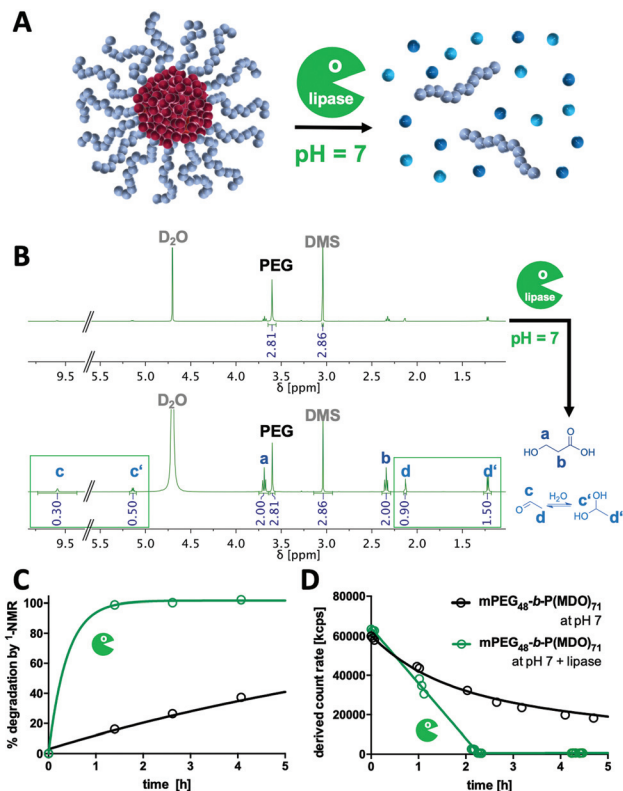 A
lipase
pH = 7
B
D₂O
DMS
PEG
2.81
2.86
9.5 5.5 5.0 4.5 4.0 3.5 3.0 2.5 2.0 1.5
δ [ppm]
lipase
pH = 7
D₂O
DMS
PEG
c
c‘
a
b
d
d‘
0.30
0.50
2.00
2.81
2.86
2.00
0.90
1.50
9.5 5.5 5.0 4.5 4.0 3.5 3.0 2.5 2.0 1.5
δ [ppm]
a
O
HO
OH
b
c
O
d
H₂O
c‘
OH
HO
d‘
C
% degradation by ¹-NMR
100
80
60
40
20
0
0 1 2 3 4 5
time [h]
D
derived count rate [kcps]
80000
60000
40000
20000
0
0 1 2 3 4 5
time [h]
mPEG₄₈-b-P(MDO)₇₁
at pH 7
mPEG₄₈-b-P(MDO)₇₁
at pH 7 + lipase